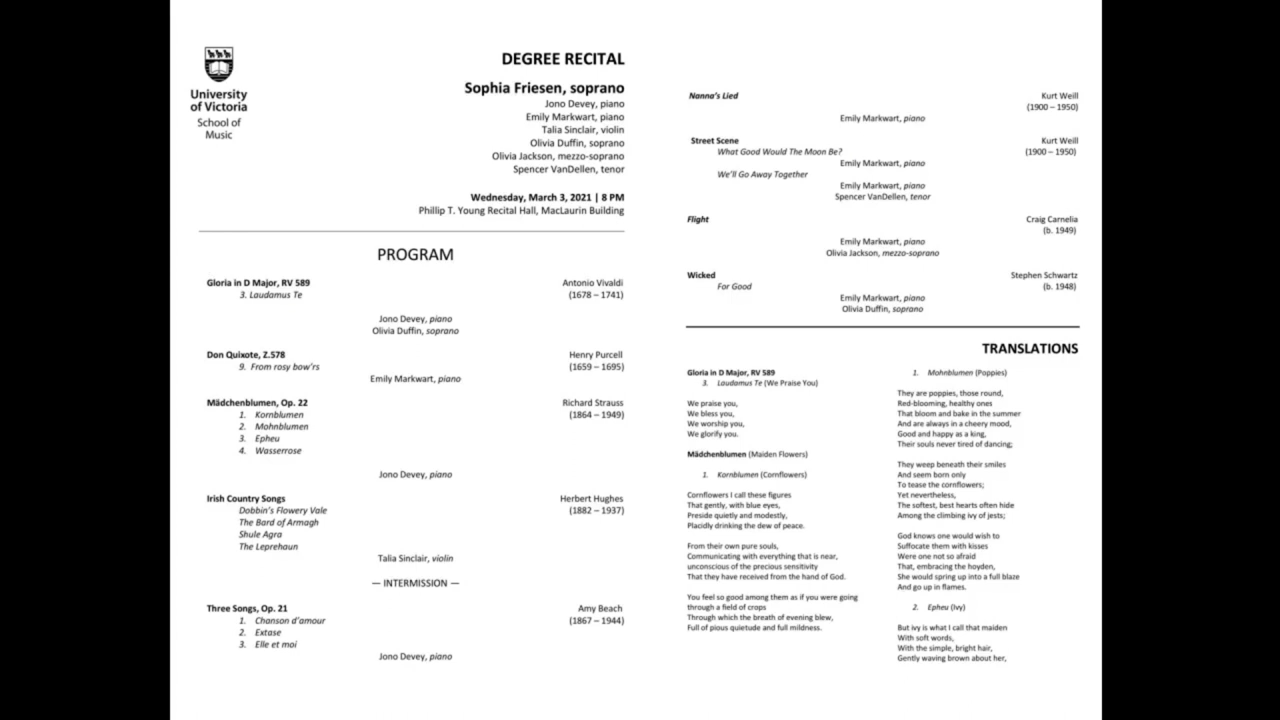 University
of Victoria
School of
Music
DEGREE RECITAL
Sophia Friesen, soprano
Jono Devey, piano
Emily Markwart, piano
Talia Sinclair, violin
Olivia Duffin, soprano
Olivia Jackson, mezzo-soprano
Spencer VanDellen, tenor
Wednesday, March 3, 2021 | 8 PM
Phillip T. Young Recital Hall, MacLaurin Building
PROGRAM
Gloria in D Major, RV 589 Antonio Vivaldi
3. Laudamus Te (1678 – 1741)
Jono Devey, piano
Olivia Duffin, soprano
Don Quixote, Z.578 Henry Purcell
9. From rosy bow'rs (1659 – 1695)
Emily Markwart, piano
Mädchenblumen, Op. 22 Richard Strauss
1. Kornblumen (1864 – 1949)
2. Mohnblumen
3. Epheu
4. Wasserrose
Jono Devey, piano
Irish Country Songs Herbert Hughes
Dobbin's Flowery Vale (1882 – 1937)
The Bard of Armagh
Shule Agra
The Leprehaun
Talia Sinclair, violin
— INTERMISSION —
Three Songs, Op. 21 Amy Beach
1. Chanson d'amour (1867 – 1944)
2. Extase
3. Elle et moi
Jono Devey, piano
Nanna's Lied Kurt Weill
(1900 – 1950)
Emily Markwart, piano
Street Scene Kurt Weill
What Good Would The Moon Be? (1900 – 1950)
Emily Markwart, piano
We'll Go Away Together
Emily Markwart, piano
Spencer VanDellen, tenor
Flight Craig Carnelia
(b. 1949)
Emily Markwart, piano
Olivia Jackson, mezzo-soprano
Wicked Stephen Schwartz
For Good (b. 1948)
Emily Markwart, piano
Olivia Duffin, soprano
TRANSLATIONS
Gloria in D Major, RV 589
3. Laudamus Te (We Praise You)
We praise you,
We bless you,
We worship you,
We glorify you.
Mädchenblumen (Maiden Flowers)
1. Kornblumen (Cornflowers)
Cornflowers I call these figures
That gently, with blue eyes,
Preside quietly and modestly,
Placidly drinking the dew of peace.
From their own pure souls,
Communicating with everything that is near,
unconscious of the precious sensitivity
That they have received from the hand of God.
You feel so good among them as if you were going
through a field of crops
Through which the breath of evening blew,
Full of pious quietude and full mildness.
1. Mohnblumen (Poppies)
They are poppies, those round,
Red-blooming, healthy ones
That bloom and bake in the summer
And are always in a cheery mood,
Good and happy as a king,
Their souls never tired of dancing;
They weep beneath their smiles
And seem born only
To tease the cornflowers;
Yet nevertheless,
The softest, best hearts often hide
Among the climbing ivy of jests;
God knows one would wish to
Suffocate them with kisses
Were one not so afraid
That, embracing the hoyden,
She would spring up into a full blaze
And go up in flames.
2. Epheu (Ivy)
But ivy is what I call that maiden
With soft words,
With the simple, bright hair,
Gently waving brown about her,